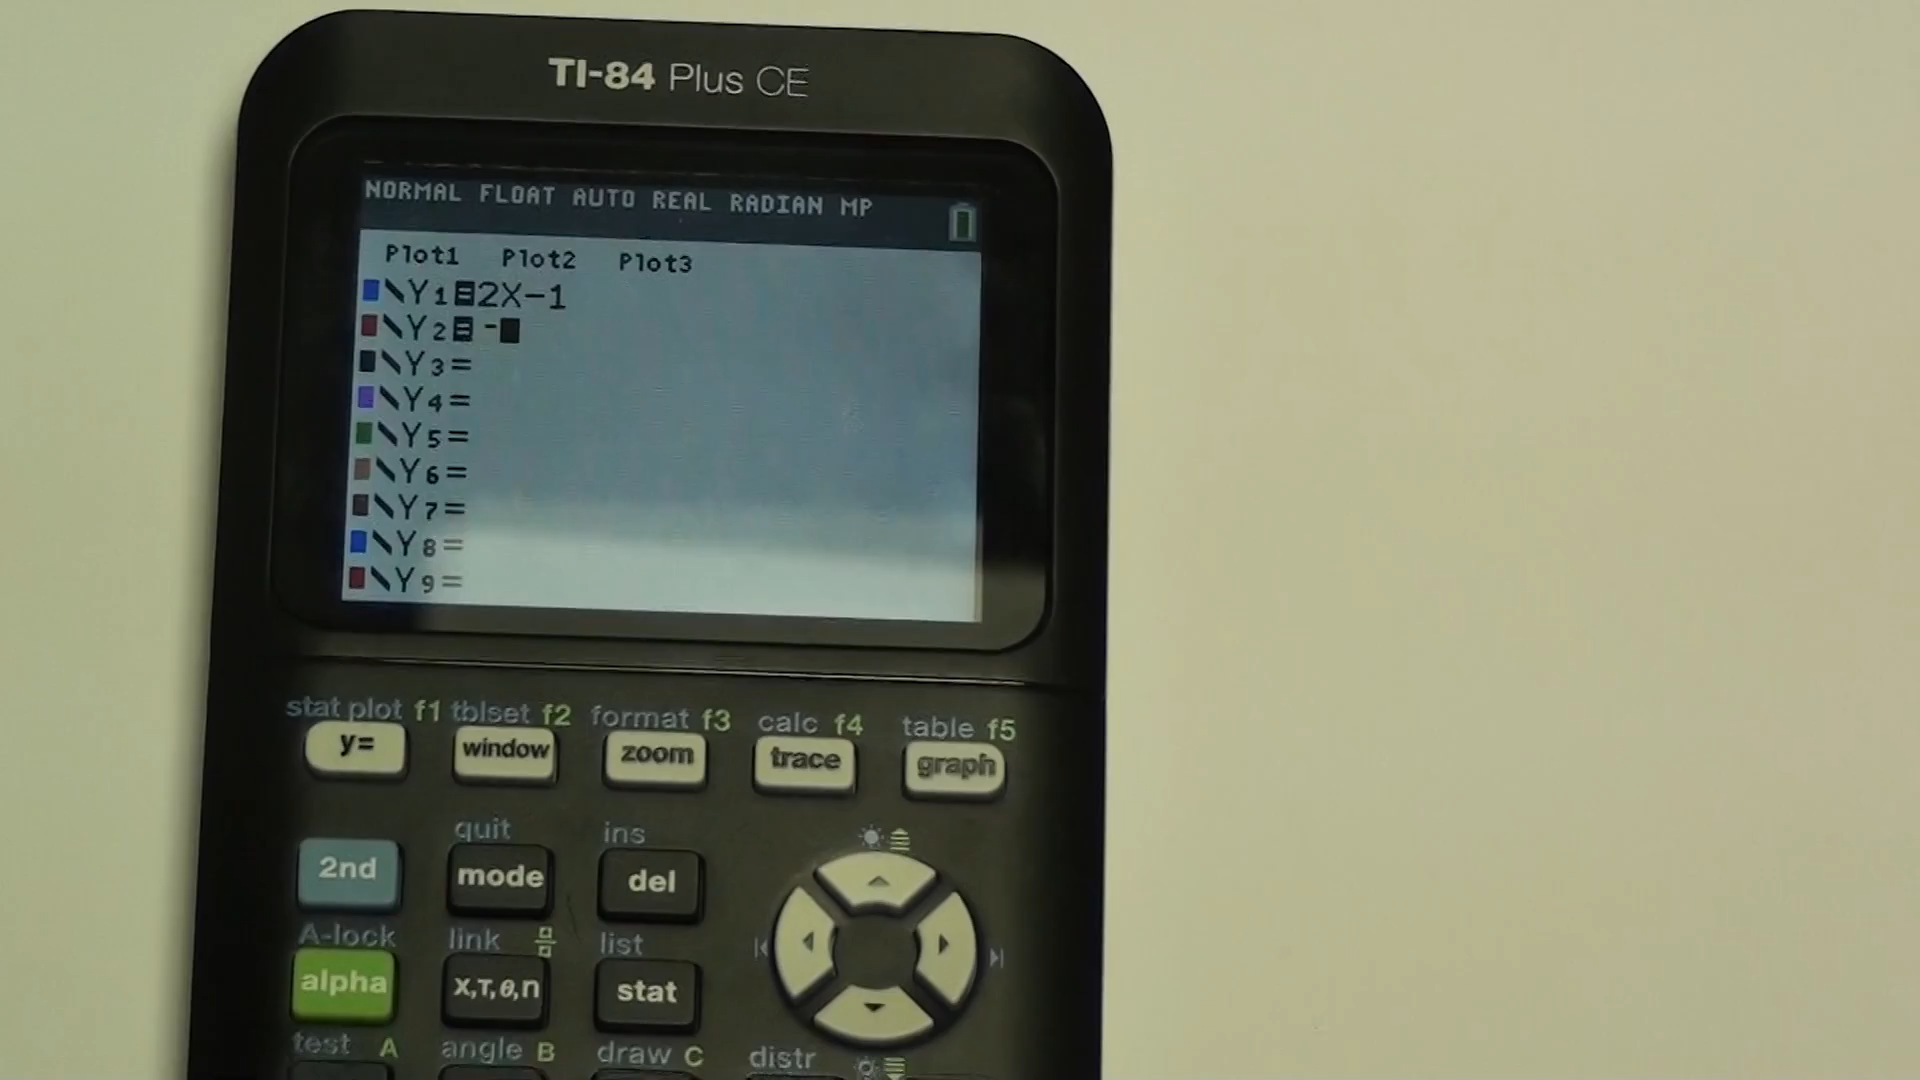 TI-84 Plus CE
NORMAL FLOAT AUTO REAL RADIAN MP
Plot1 Plot2 Plot3
\Y1=2X-1
\Y2=-
\Y3=
\Y4=
\Y5=
\Y6=
\Y7=
\Y8=
\Y9=
stat plot f1 tblset f2 format f3 calc f4 table f5
y= window zoom trace graph
quit ins
2nd mode del
A-lock link list
alpha X,T,θ,n stat
test A angle B draw C distr